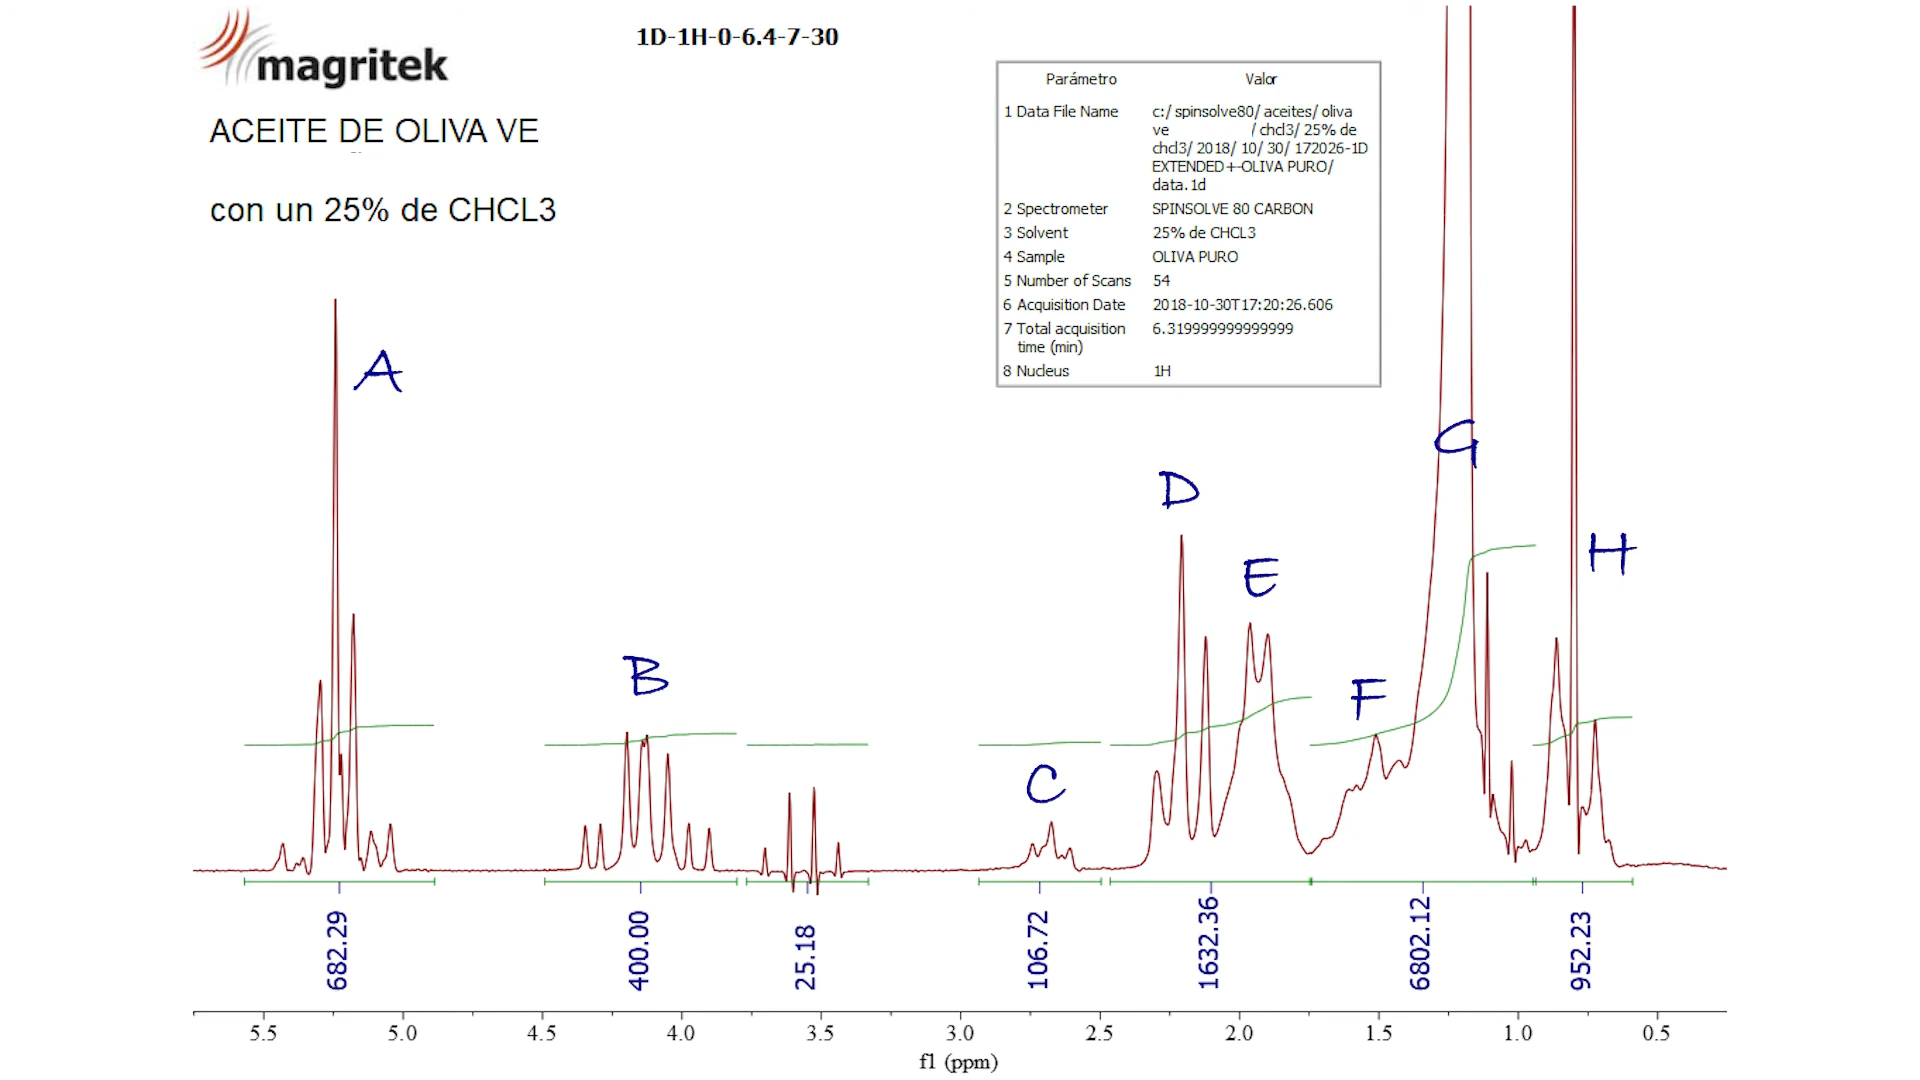 magritek
1D-1H-0-6.4-7-30
ACEITE DE OLIVA VE
con un 25% de CHCL3
Parámetro Valor
1 Data File Name c:/ spinsolve80/ aceites/ oliva
ve / chcl3/ 25% de
chcl3/ 2018/ 10/ 30/ 172026-1D
EXTENDED+-OLIVA PURO/
data.1d
2 Spectrometer SPINSOLVE 80 CARBON
3 Solvent 25% de CHCL3
4 Sample OLIVA PURO
5 Number of Scans 54
6 Acquisition Date 2018-10-30T17:20:26.606
7 Total acquisition 6.319999999999999
time (min)
8 Nucleus 1H
A
B
C
D
E
F
G
H
682.29
400.00
25.18
106.72
1632.36
6802.12
952.23
5.5 5.0 4.5 4.0 3.5 3.0 2.5 2.0 1.5 1.0 0.5
f1 (ppm)